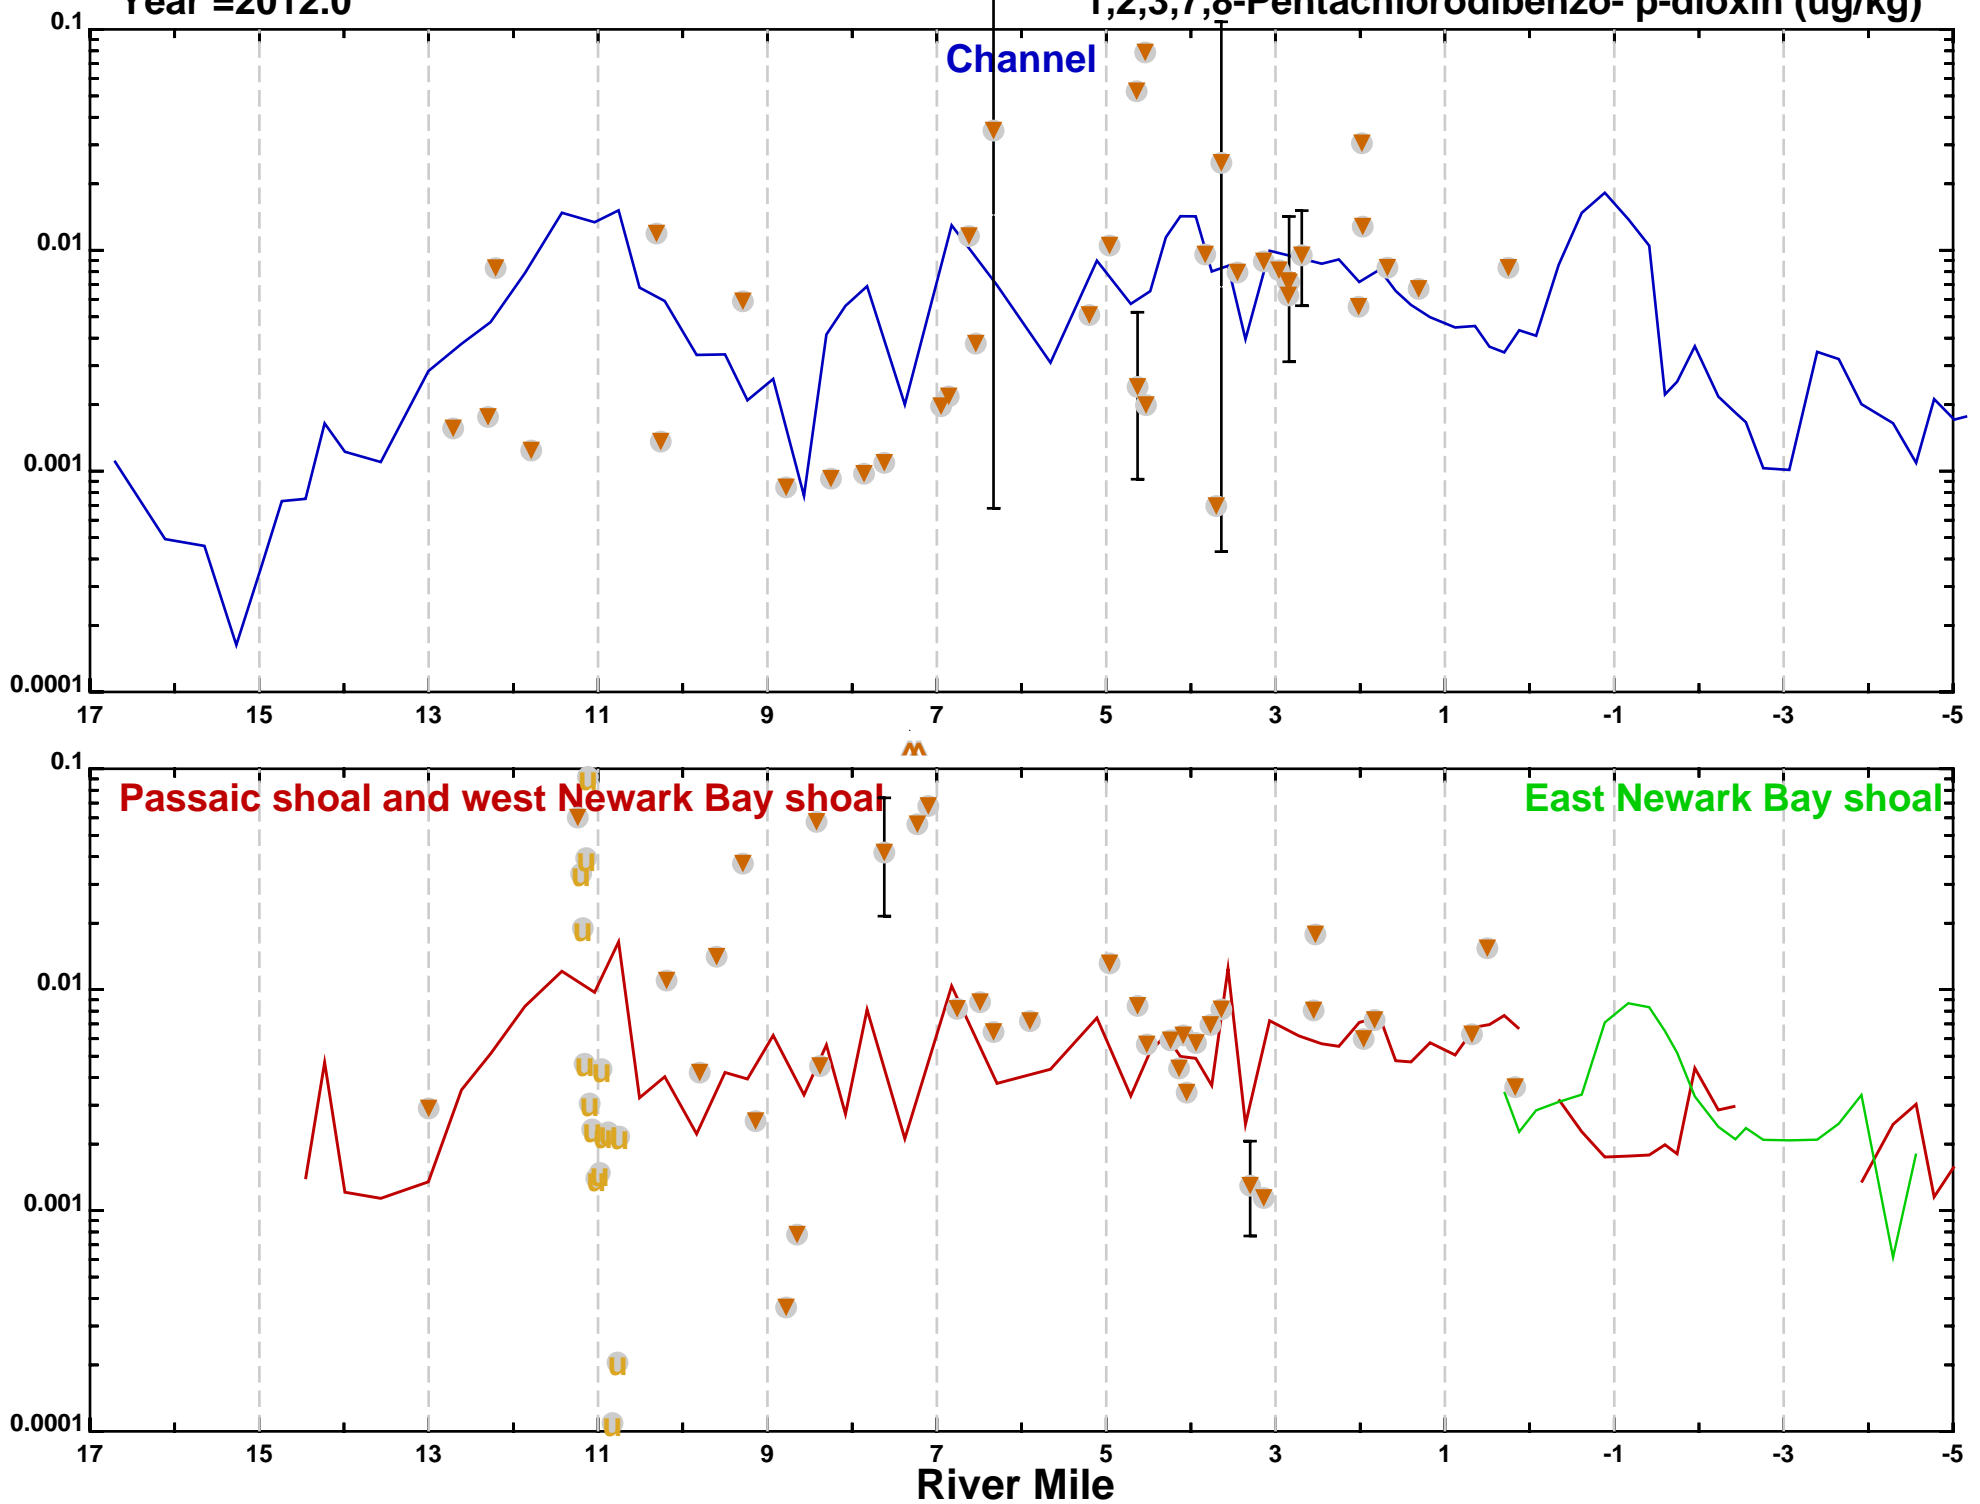 Year =2012.0
1,2,3,7,8-Pentachlorodibenzo- p-dioxin (ug/kg)
Channel
0.1
0.01
0.001
0.0001
17 15 13 11 9 7 5 3 1 -1 -3 -5
Passaic shoal and west Newark Bay shoal
East Newark Bay shoal
0.1
0.01
0.001
0.0001
u
u
u
u
u
u
u
u
u
u
u
u
u
u
17 15 13 11 9 7 5 3 1 -1 -3 -5
River Mile